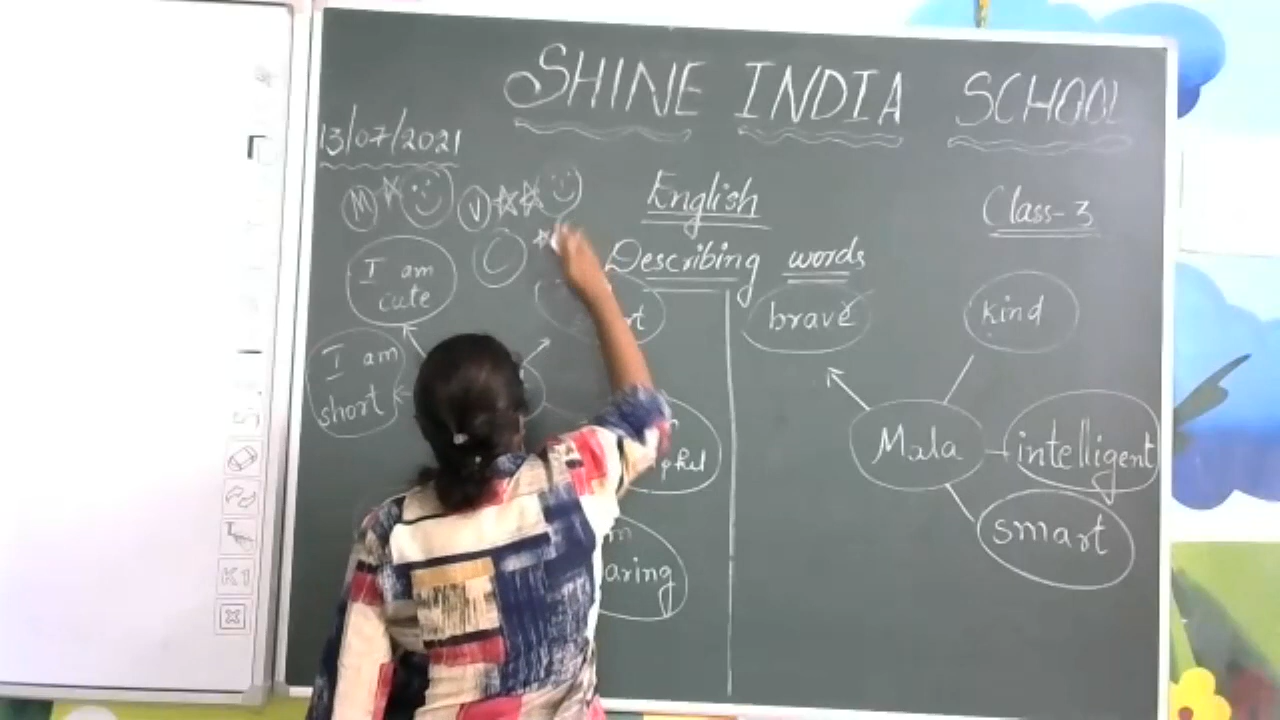 SHINE INDIA SCHOOL
13/07/2021
M V
C
English
Class-3
Describing words
I am
cute
I am
short
brave
kind
Mala
intelligent
smart
K1